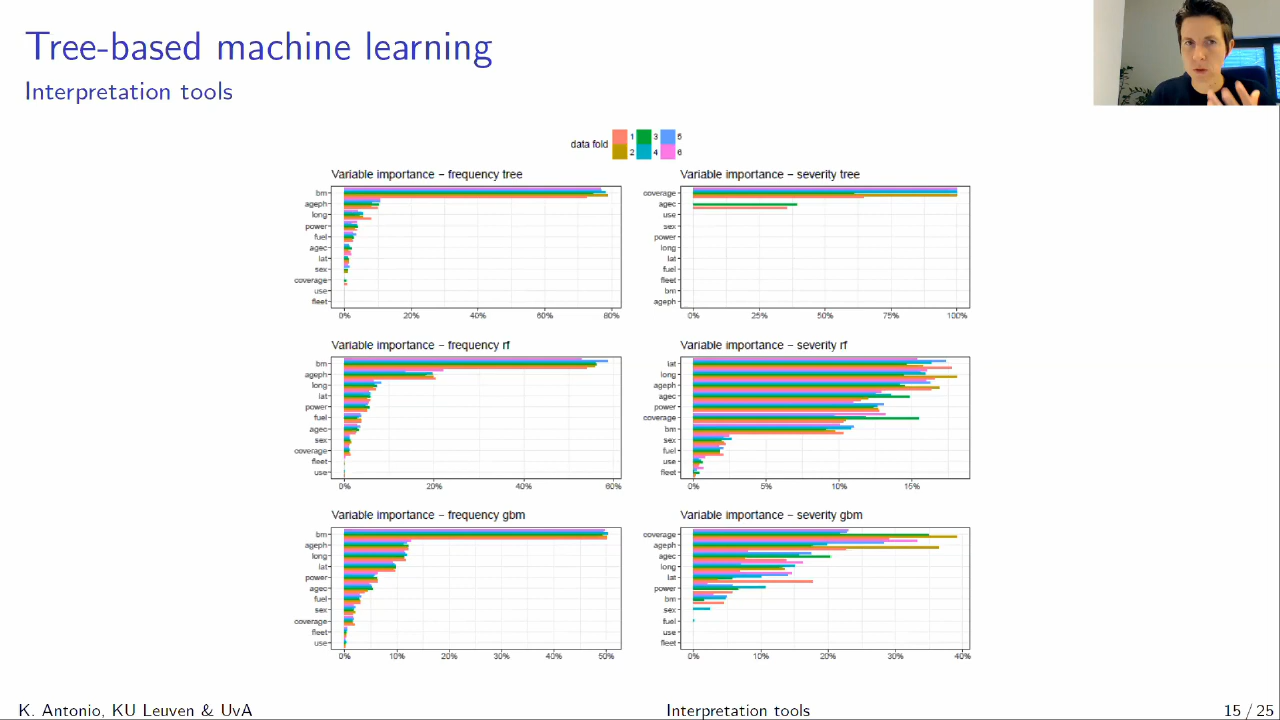 Tree-based machine learning
Interpretation tools
data fold 1 3 5
2 4 6
Variable importance – frequency tree
bm
ageph
long
power
fuel
agec
lat
sex
coverage
use
fleet
0% 20% 40% 60% 80%
Variable importance – severity tree
coverage
agec
use
sex
power
long
lat
fuel
fleet
bm
ageph
0% 25% 50% 75% 100%
Variable importance – frequency rf
bm
ageph
long
lat
power
fuel
agec
sex
coverage
fleet
use
0% 20% 40% 60%
Variable importance – severity rf
lat
long
ageph
agec
power
coverage
bm
sex
fuel
use
fleet
0% 5% 10% 15%
Variable importance – frequency gbm
bm
ageph
long
lat
power
agec
fuel
sex
coverage
fleet
use
0% 10% 20% 30% 40% 50%
Variable importance – severity gbm
coverage
ageph
agec
long
lat
power
bm
sex
fuel
use
fleet
0% 10% 20% 30% 40%
K. Antonio, KU Leuven & UvA
Interpretation tools
15 / 25